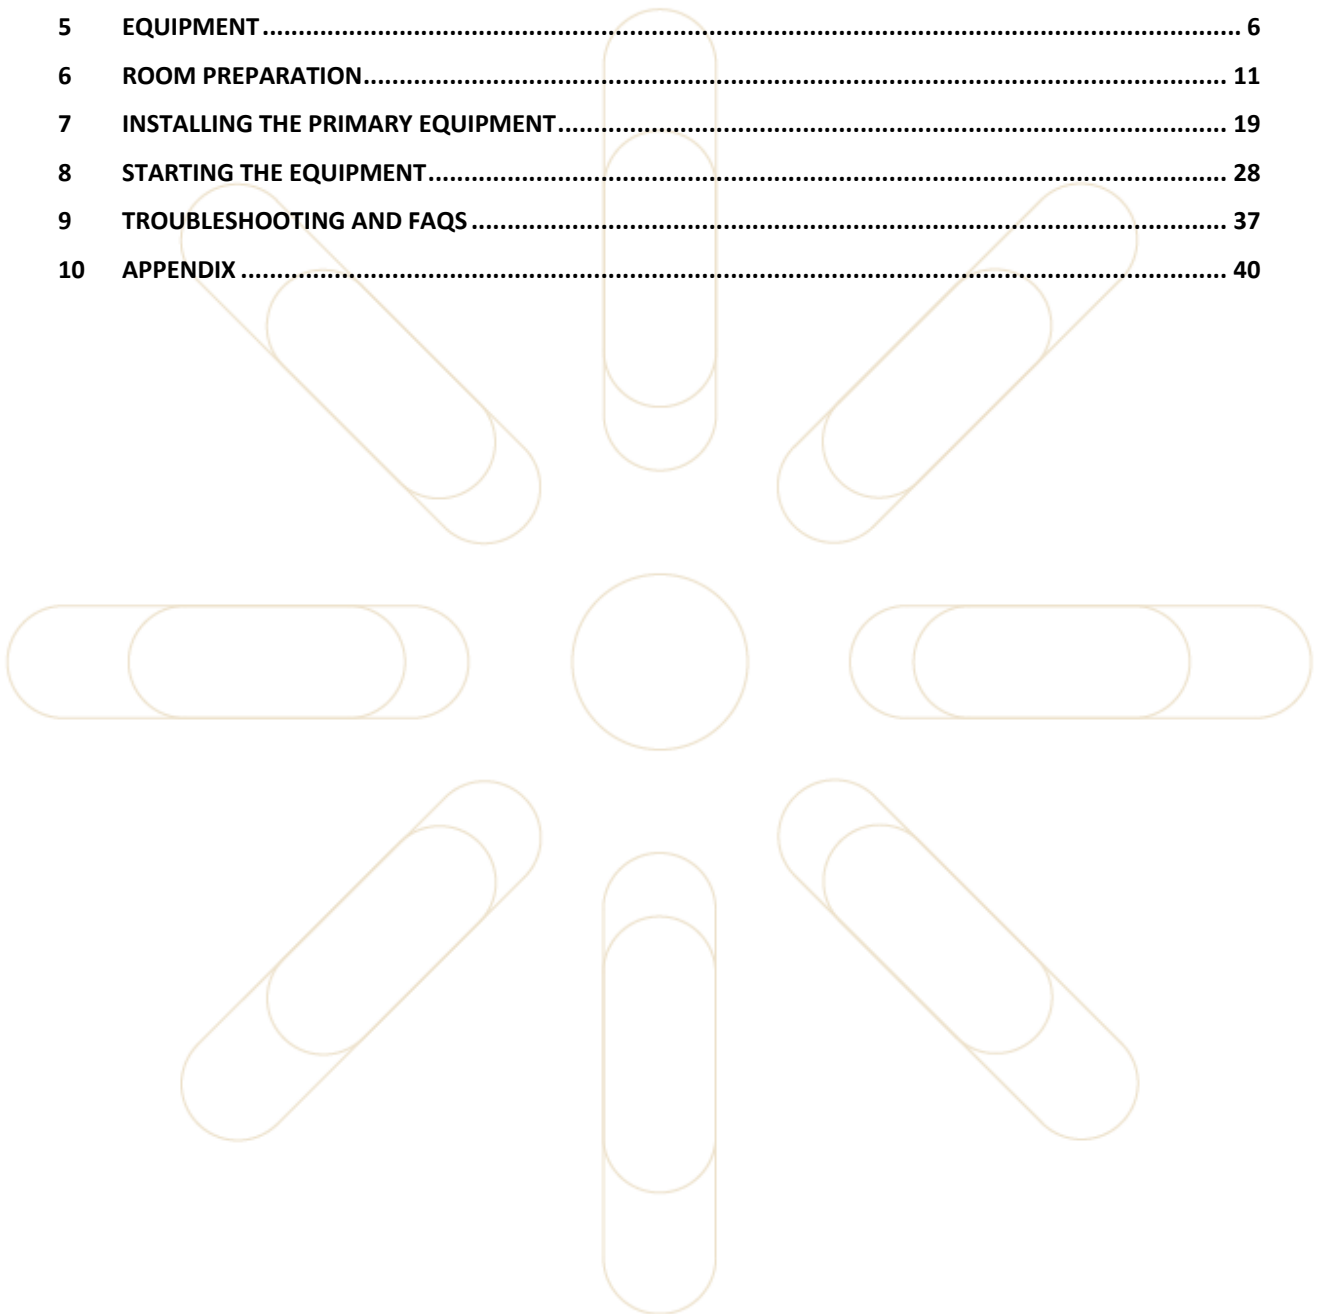 5 EQUIPMENT .......................................................................................................................................... 6
6 ROOM PREPARATION......................................................................................................................... 11
7 INSTALLING THE PRIMARY EQUIPMENT............................................................................................. 19
8 STARTING THE EQUIPMENT................................................................................................................ 28
9 TROUBLESHOOTING AND FAQS .......................................................................................................... 37
10 APPENDIX .......................................................................................................................................... 40